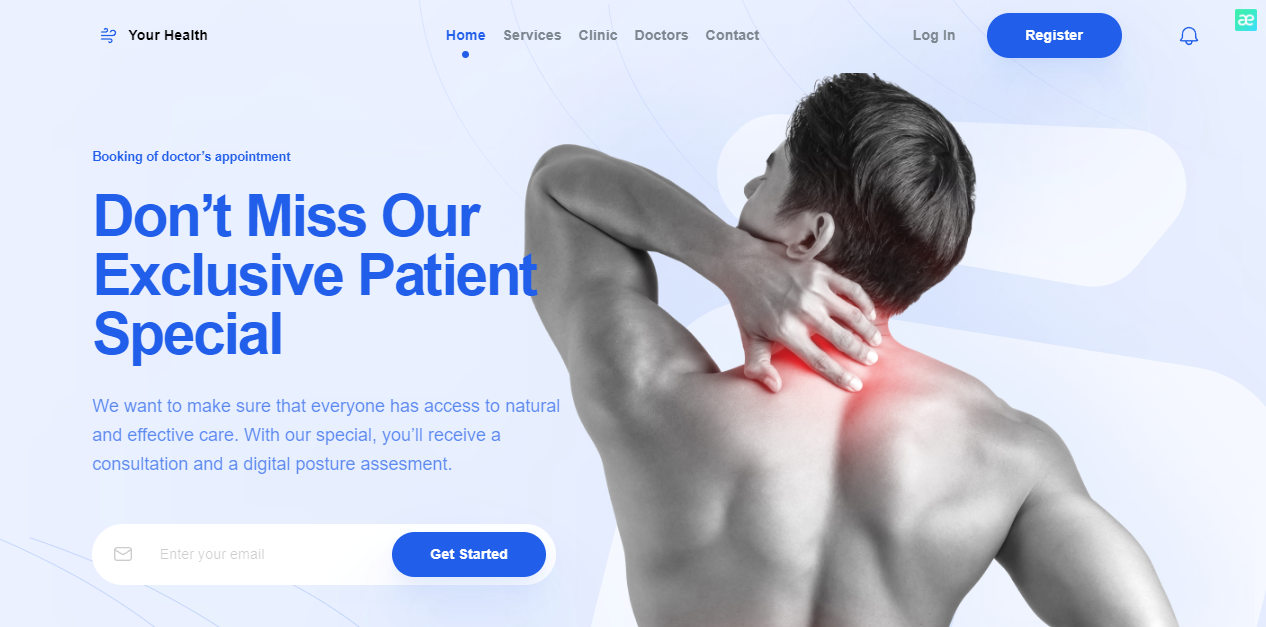 Your Health
Home Services Clinic Doctors Contact
Log In
Register
æ
Booking of doctor’s appointment
Don’t Miss Our
Exclusive Patient
Special
We want to make sure that everyone has access to natural
and effective care. With our special, you’ll receive a
consultation and a digital posture assesment.
Enter your email
Get Started